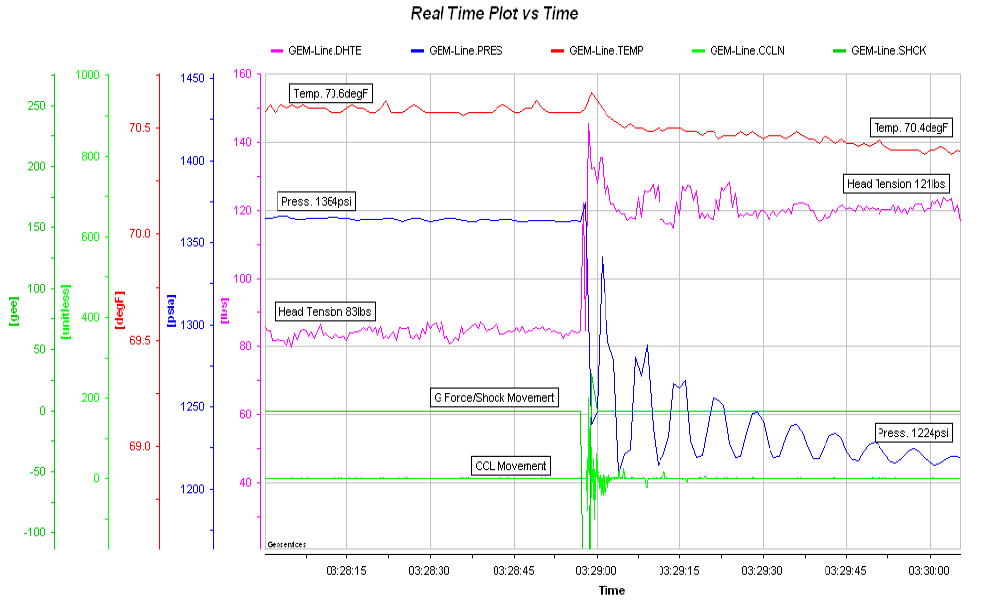 Real Time Plot vs Time
GEM-Line.DHTE GEM-Line.PRES GEM-Line.TEMP GEM-Line.CCLN GEM-Line.SHCK
250
200
150
100
50
0
-50
-100
[gee]
1000
800
600
400
200
0
[unitless]
70.5
70.0
69.5
69.0
[degF]
1450
1400
1350
1300
1250
1200
[psia]
160
140
120
100
80
60
40
[lbs]
Temp. 70.6degF
Temp. 70.4degF
Press. 1364psi
Head Tension 121lbs
Head Tension 83lbs
G Force/Shock Movement
Press. 1224psi
CCL Movement
Geoservices
03:28:15 03:28:30 03:28:45 03:29:00 03:29:15 03:29:30 03:29:45 03:30:00
Time